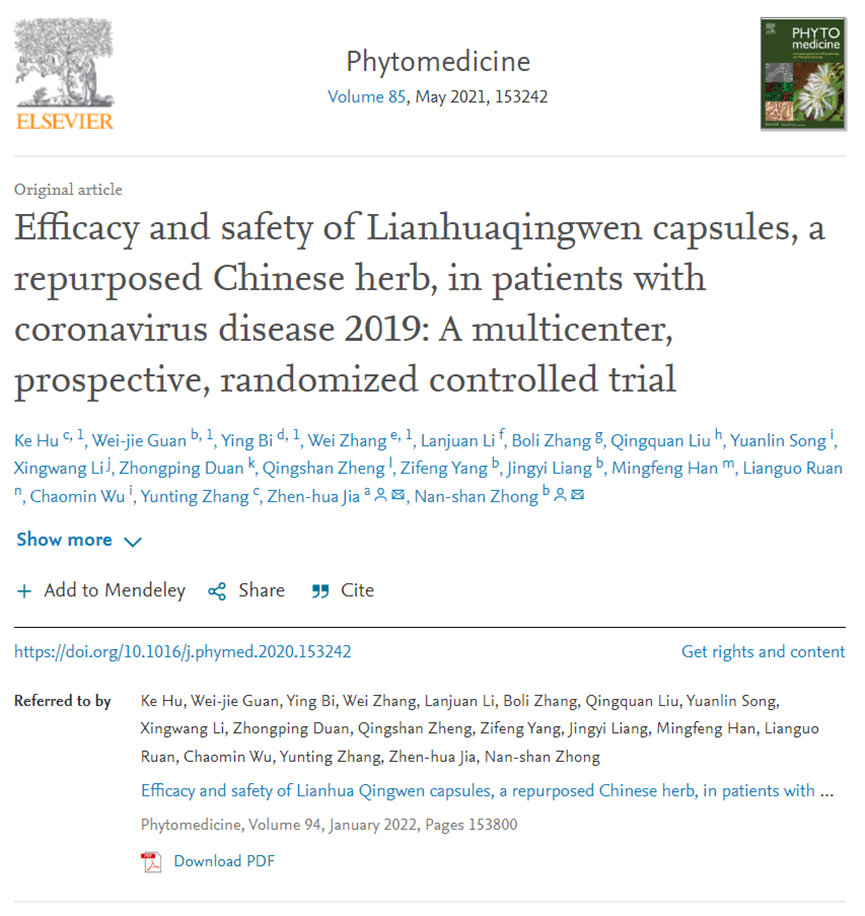 ELSEVIER
Phytomedicine
Volume 85, May 2021, 153242
PHYTO
medicine
Original article
Efficacy and safety of Lianhuaqingwen capsules, a
repurposed Chinese herb, in patients with
coronavirus disease 2019: A multicenter,
prospective, randomized controlled trial
Ke Hu c, 1, Wei-jie Guan b, 1, Ying Bi d, 1, Wei Zhang e, 1, Lanjuan Li f, Boli Zhang g, Qingquan Liu h, Yuanlin Song i,
Xingwang Li j, Zhongping Duan k, Qingshan Zheng l, Zifeng Yang b, Jingyi Liang b, Mingfeng Han m, Lianguo Ruan
n, Chaomin Wu i, Yunting Zhang c, Zhen-hua Jia a, Nan-shan Zhong b
Show more
+ Add to Mendeley Share Cite
https://doi.org/10.1016/j.phymed.2020.153242 Get rights and content
Referred to by Ke Hu, Wei-jie Guan, Ying Bi, Wei Zhang, Lanjuan Li, Boli Zhang, Qingquan Liu, Yuanlin Song,
Xingwang Li, Zhongping Duan, Qingshan Zheng, Zifeng Yang, Jingyi Liang, Mingfeng Han, Lianguo
Ruan, Chaomin Wu, Yunting Zhang, Zhen-hua Jia, Nan-shan Zhong
Efficacy and safety of Lianhua Qingwen capsules, a repurposed Chinese herb, in patients with ...
Phytomedicine, Volume 94, January 2022, Pages 153800
Download PDF